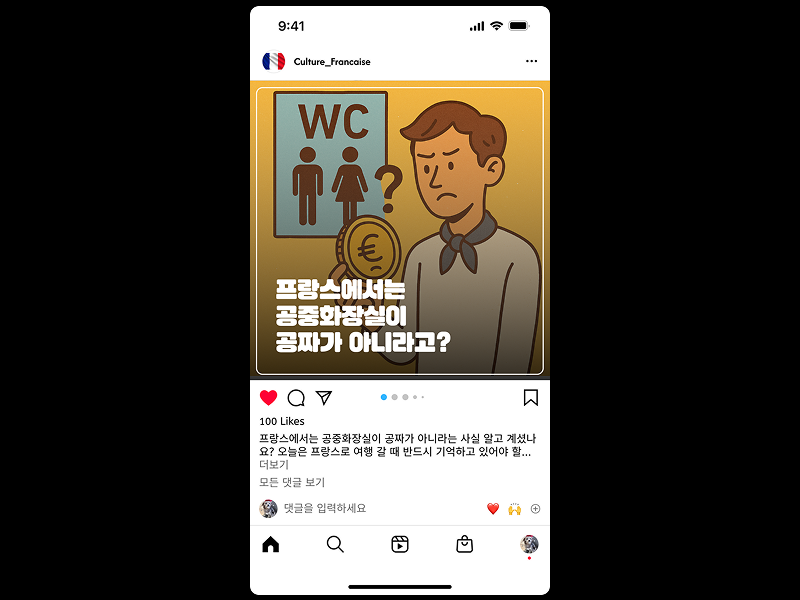 9:41
Culture_Francaise
WC
?
€
프랑스에서는
공중화장실이
공짜가 아니라고?
100 Likes
프랑스에서는 공중화장실이 공짜가 아니라는 사실 알고 계셨나
요? 오늘은 프랑스로 여행 갈 때 반드시 기억하고 있어야 할...
더보기
모든 댓글 보기
댓글을 입력하세요